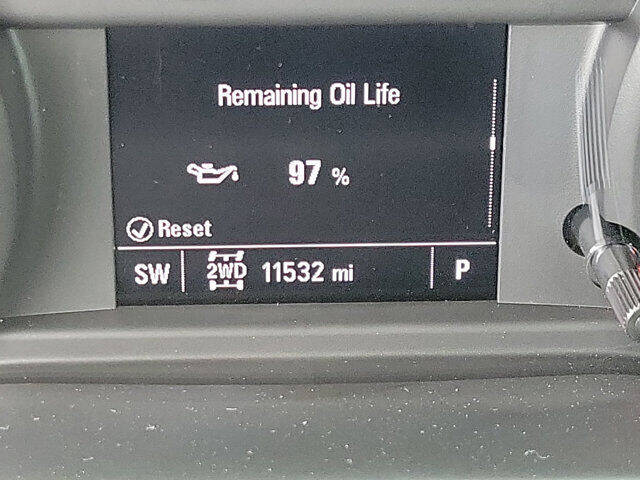 Remaining Oil Life
97 %
Reset
SW 2WD 11532 mi P